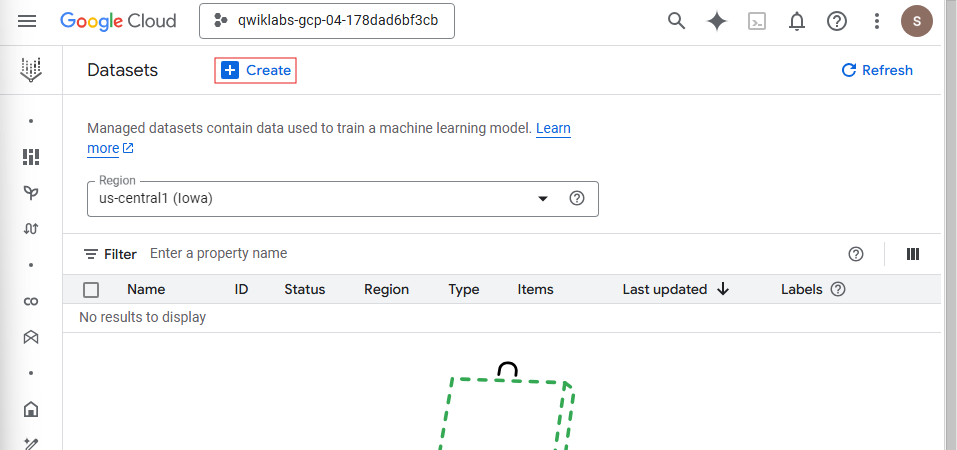 Google Cloud
qwiklabs-gcp-04-178dad6bf3cb
S
Datasets
Create
Refresh
Managed datasets contain data used to train a machine learning model. Learn
more
Region
us-central1 (Iowa)
Filter Enter a property name
Name ID Status Region Type Items Last updated Labels
No results to display